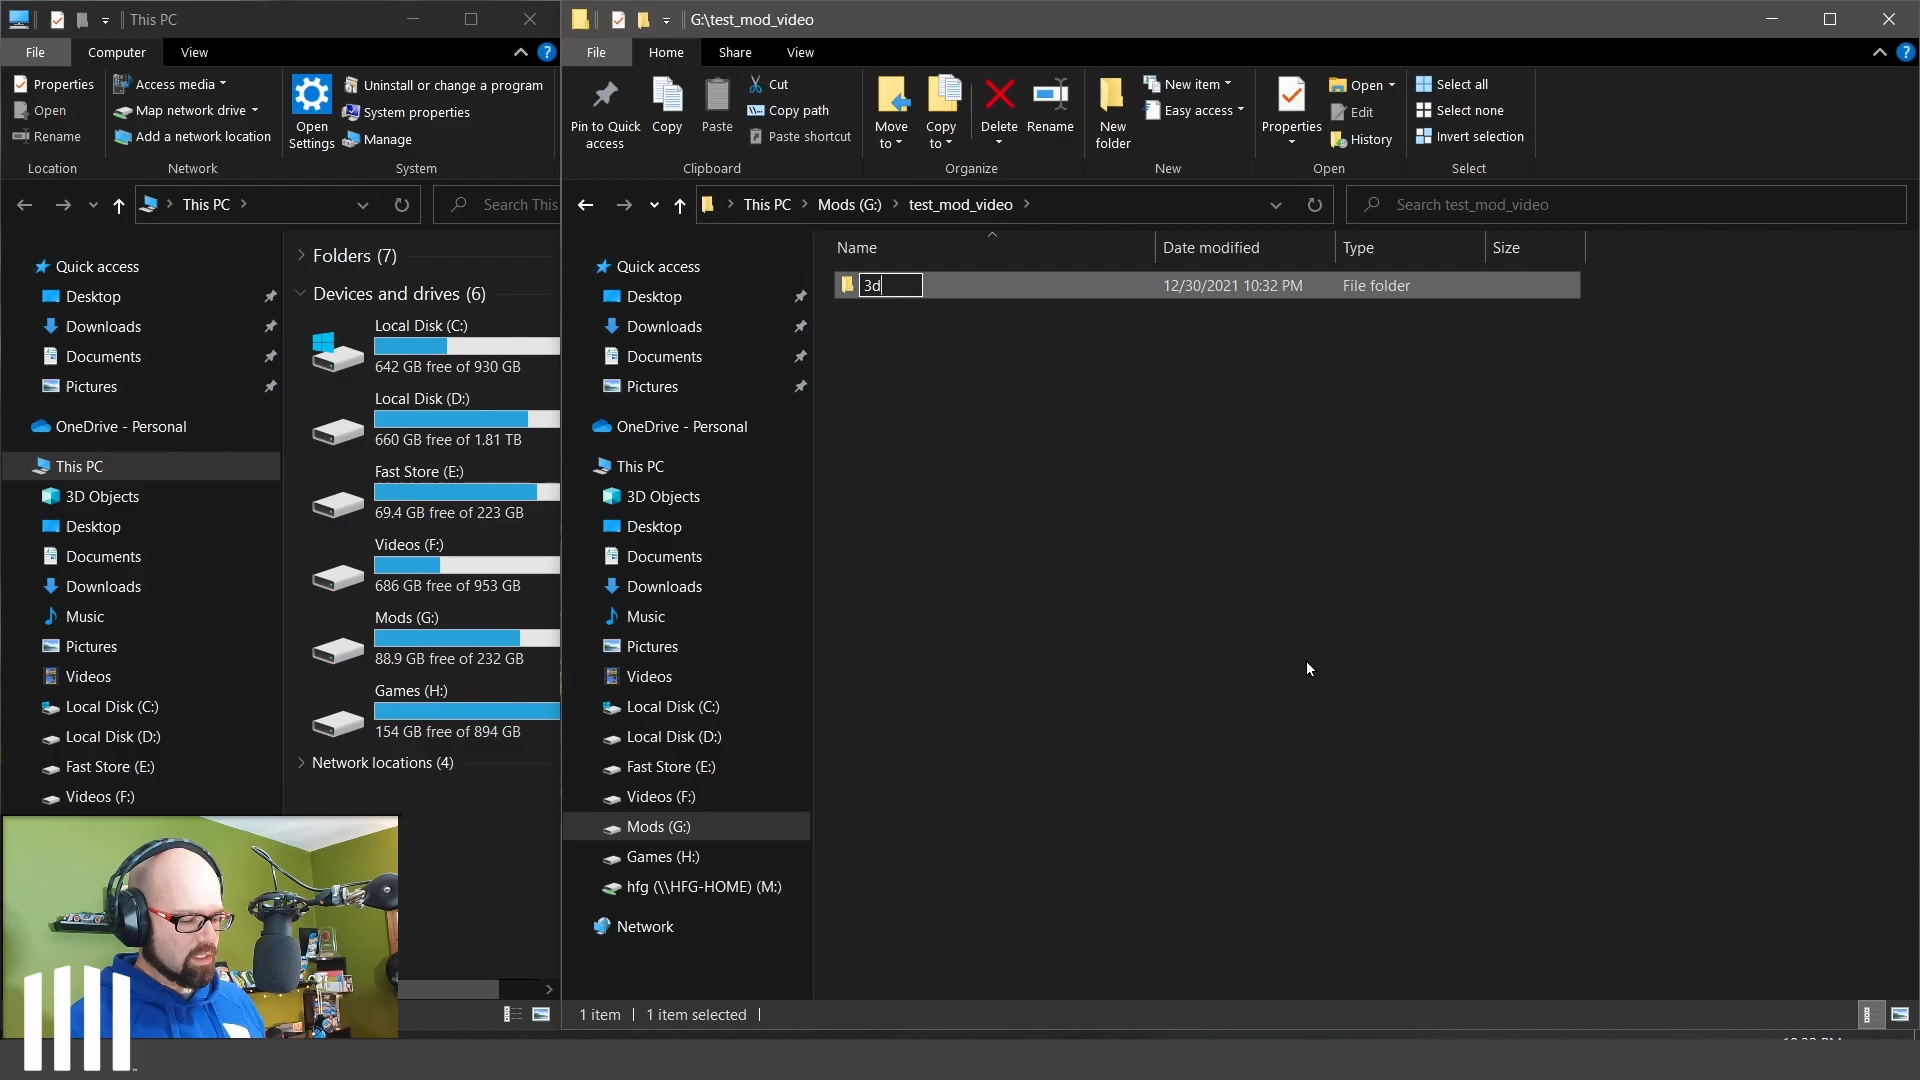 This PC
File
Computer
View
Properties
Open
Rename
Location
Access media
Map network drive
Add a network location
Network
Open
Settings
Uninstall or change a program
System properties
Manage
System
This PC
Search This
Quick access
Desktop
Downloads
Documents
Pictures
OneDrive - Personal
This PC
3D Objects
Desktop
Documents
Downloads
Music
Pictures
Videos
Local Disk (C:)
Local Disk (D:)
Fast Store (E:)
Videos (F:)
Folders (7)
Devices and drives (6)
Local Disk (C:)
642 GB free of 930 GB
Local Disk (D:)
660 GB free of 1.81 TB
Fast Store (E:)
69.4 GB free of 223 GB
Videos (F:)
686 GB free of 953 GB
Mods (G:)
88.9 GB free of 232 GB
Games (H:)
154 GB free of 894 GB
Network locations (4)
G:\test_mod_video
File
Home
Share
View
Pin to Quick
access
Copy
Paste
Cut
Copy path
Paste shortcut
Clipboard
Move
to
Copy
to
Delete
Rename
Organize
New
folder
New item
Easy access
New
Properties
Open
Edit
History
Open
Select all
Select none
Invert selection
Select
This PC
Mods (G:)
test_mod_video
Search test_mod_video
Quick access
Desktop
Downloads
Documents
Pictures
OneDrive - Personal
This PC
3D Objects
Desktop
Documents
Downloads
Music
Pictures
Videos
Local Disk (C:)
Local Disk (D:)
Fast Store (E:)
Videos (F:)
Mods (G:)
Games (H:)
hfg (\\HFG-HOME) (M:)
Network
Name
Date modified
Type
Size
3d
12/30/2021 10:32 PM
File folder
1 item
1 item selected